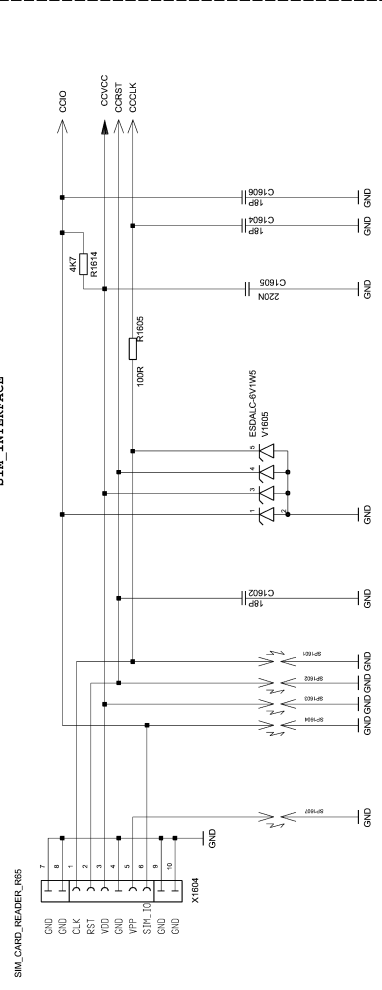 SIM_INTERFACE
CCIO
CCVCC
CCRST
CCCLK
C1606
18P
GND
C1604
18P
GND
4K7
R1614
C1605
220N
GND
R1605
100R
ESDALC-6V1W5
V1605
5
4
3
1
2
GND
C1602
18P
GND
SP1601
GND
SP1602
GND
SP1603
GND
SP1604
GND
SP1607
GND
GND
SIM_CARD_READER_R65
X1604
7 GND
8 GND
1 CLK
2 RST
3 VDD
4 GND
5 VPP
6 SIM_IO
9 GND
10 GND